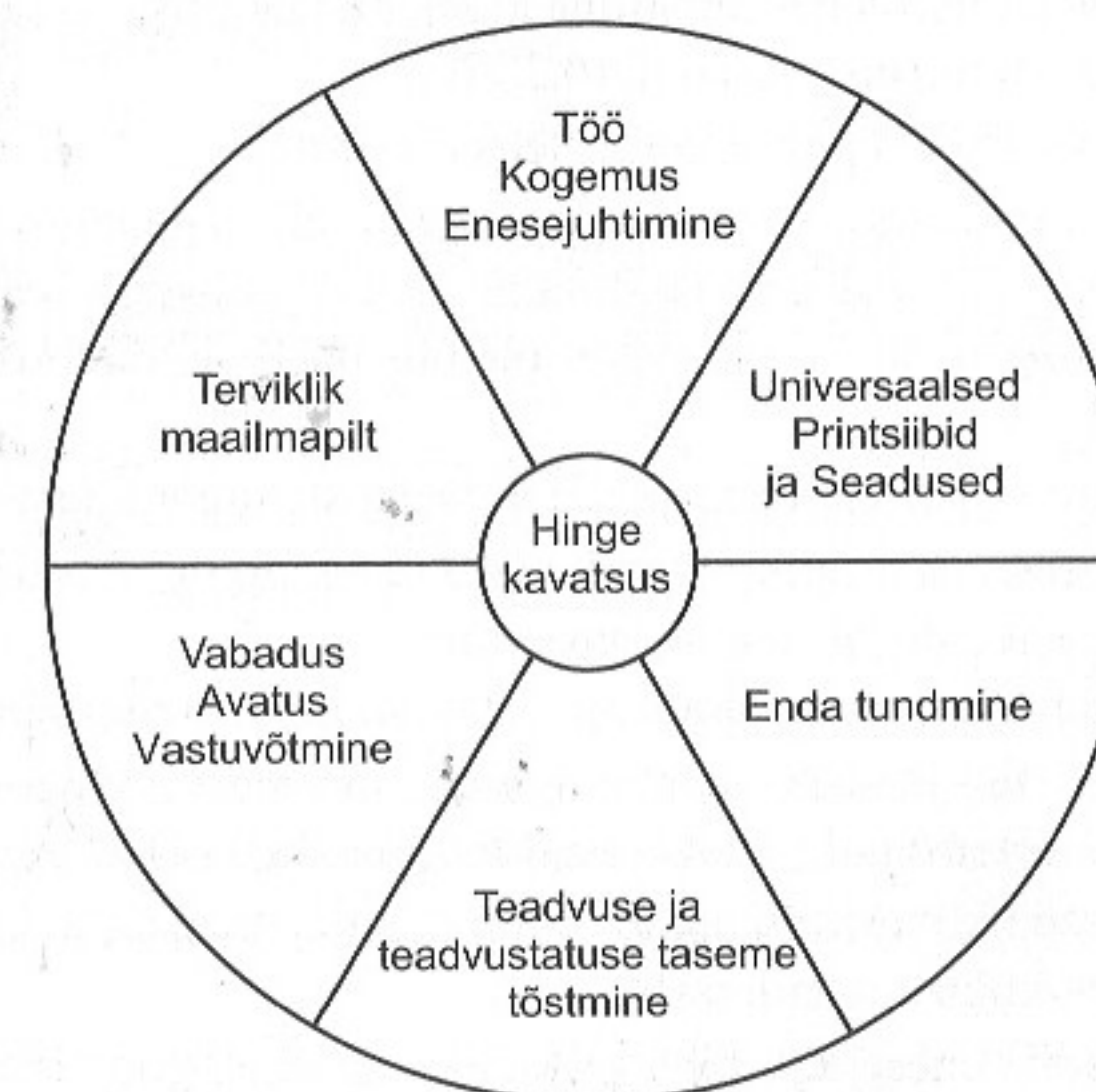 Töö
Kogemus
Enesejuhtimine
Universaalsed
Printsiibid
ja Seadused
Enda tundmine
Teadvuse ja
teadvustatuse taseme
tõstmine
Vabadus
Avatus
Vastuvõtmine
Terviklik
maailmapilt
Hinge
kavatsus